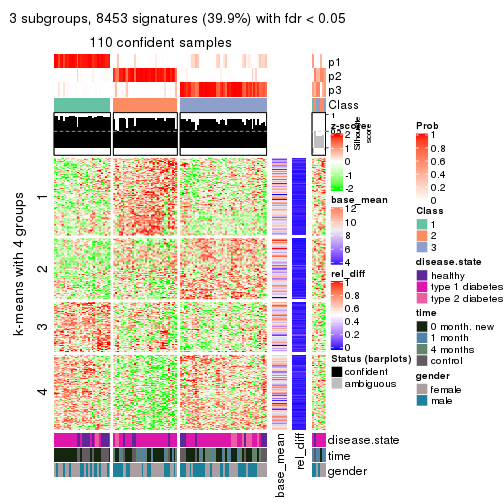 3 subgroups, 8453 signatures (39.9%) with fdr < 0.05
110 confident samples
p1
p2
p3
Class
1
0
Silhouette
score
k-means with 4 groups
1
2
3
4
z-score
2
1
0
-1
-2
base_mean
12
10
8
6
4
rel_diff
1
0.8
0.6
0.4
0.2
0
Status (barplots)
confident
ambiguous
Prob
1
0.8
0.6
0.4
0.2
0
Class
1
2
3
disease.state
healthy
type 1 diabetes
type 2 diabetes
time
0 month. new
1 month
4 months
control
gender
female
male
disease.state
time
gender
base_mean
rel_diff